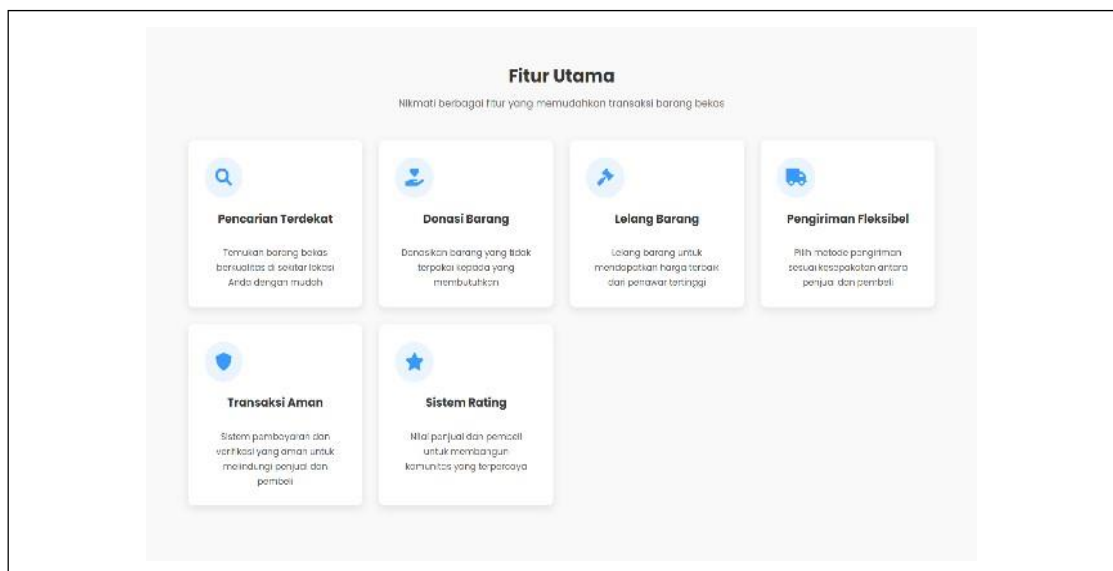 Fitur Utama
Nikmati berbagai fitur yang memudahkan transaksi barang bekas
Pencarian Terdekat
Temukan barang bekas
berkualitas di sekitar lokasi
Anda dengan mudah
Donasi Barang
Donasikan barang yang tidak
terpakai kepada yang
membutuhkan
Lelang Barang
Lelang barang untuk
mendapatkan harga terbaik
dari penawar tertinggi
Pengiriman Fleksibel
Pilih metode pengiriman
sesuai kesepakatan antara
penjual dan pembeli
Transaksi Aman
Sistem pembayaran dan
verifikasi yang aman untuk
melindungi penjual dan
pembeli
Sistem Rating
Nilai penjual dan pembeli
untuk membangun
komunitas yang terpercaya